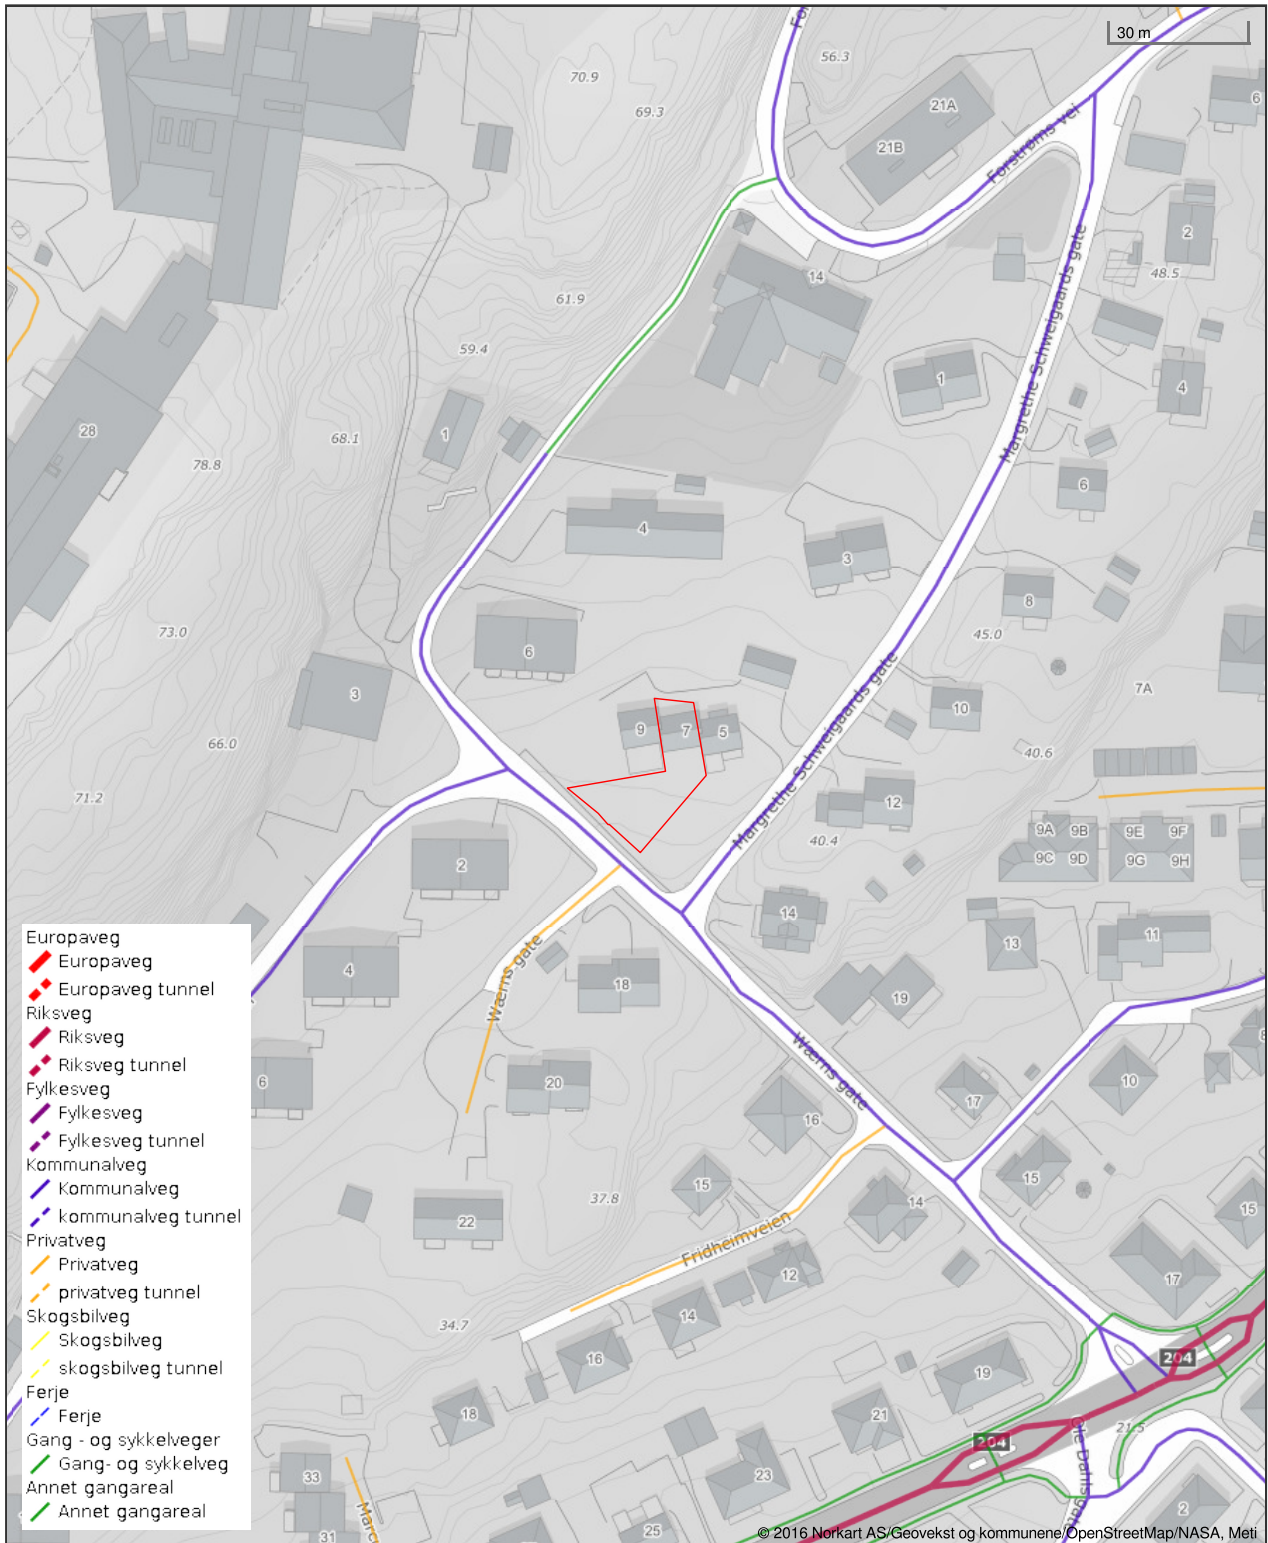 30 m
56.3
70.9
69.3
21A
6
21B
Forstrøms vei
2
14
48.5
61.9
Margrethe Schweigaards gate
59.4
1
4
1
28
68.1
78.8
6
4
3
8
73.0
45.0
6
3
7A
10
9
7
5
66.0
40.6
71.2
12
Margrethe Schweigaards gate
40.4
9A
9B
9E
9F
9C
9D
9G
9H
2
14
11
13
4
Wærns gate
18
19
Wærns gate
6
20
10
17
16
15
15
37.8
14
15
22
Fridheimveien
12
17
14
34.7
16
204
19
18
21
204
21.5
Ole Dahls gate
33
23
2
31
25
Europaveg
Europaveg
Europaveg tunnel
Riksveg
Riksveg
Riksveg tunnel
Fylkesveg
Fylkesveg
Fylkesveg tunnel
Kommunalveg
Kommunalveg
kommunalveg tunnel
Privatveg
Privatveg
privatveg tunnel
Skogsbilveg
Skogsbilveg
skogsbilveg tunnel
Ferje
Ferje
Gang - og sykkelveger
Gang- og sykkelveg
Annet gangareal
Annet gangareal
© 2016 Norkart AS/Geovekst og kommunene/OpenStreetMap/NASA, Meti